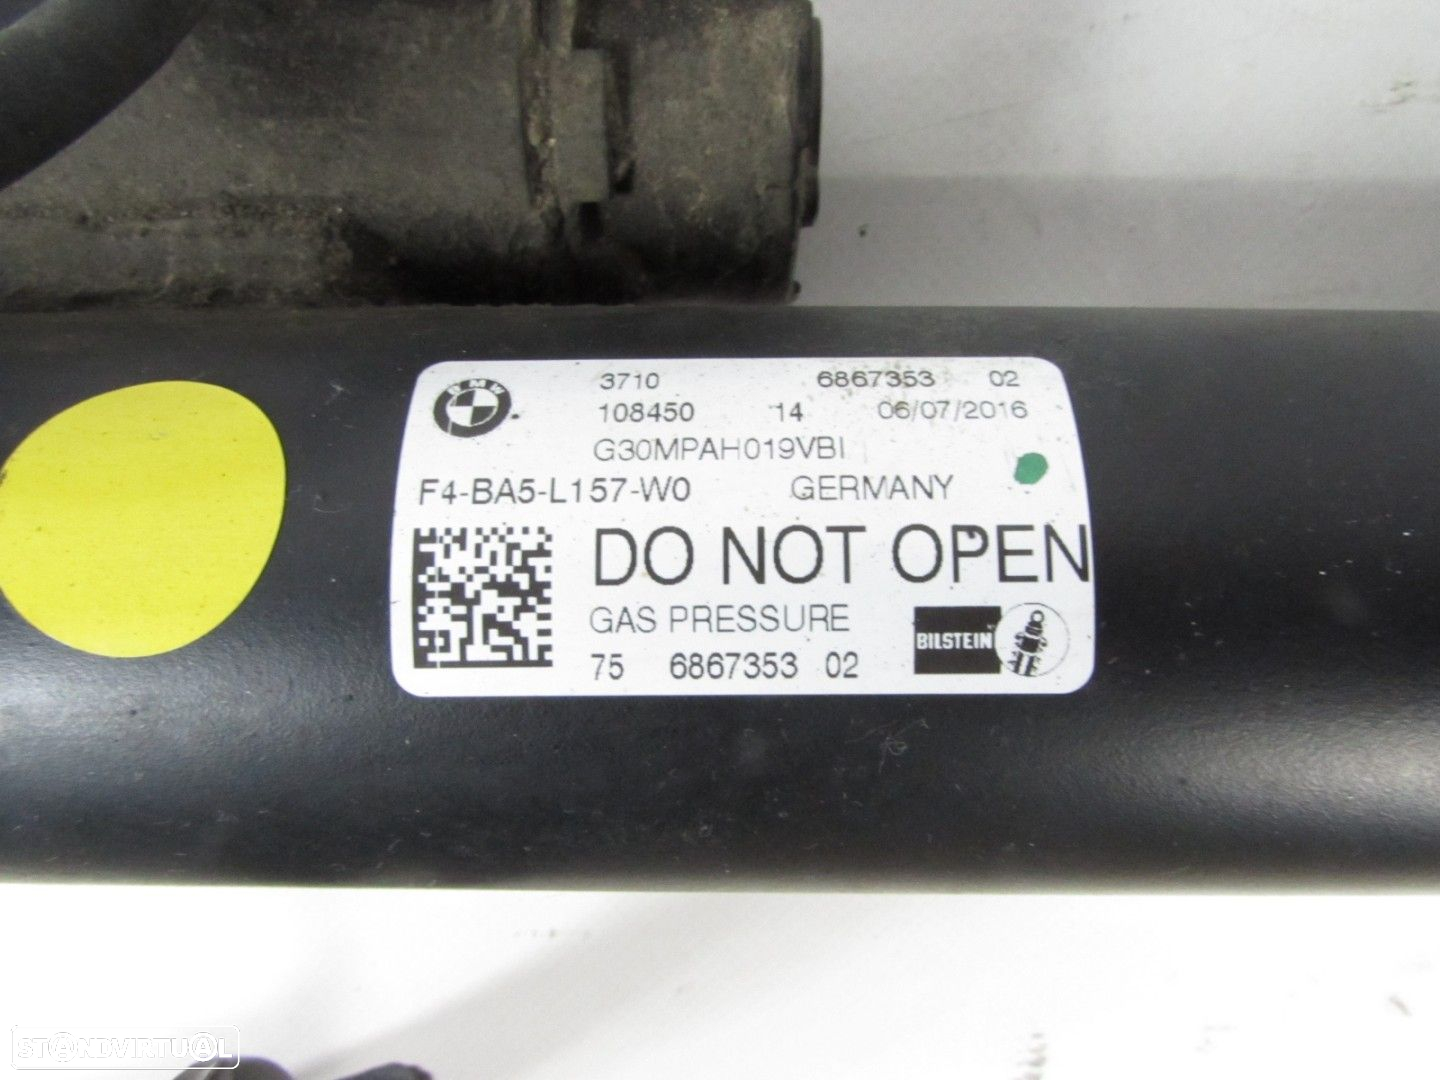 BMW
3710 6867353 02
108450 14 06/07/2016
G30MPAH019VBI
F4-BA5-L157-W0 GERMANY
DO NOT OPEN
GAS PRESSURE
BILSTEIN
75 6867353 02
STANDVIRTUAL